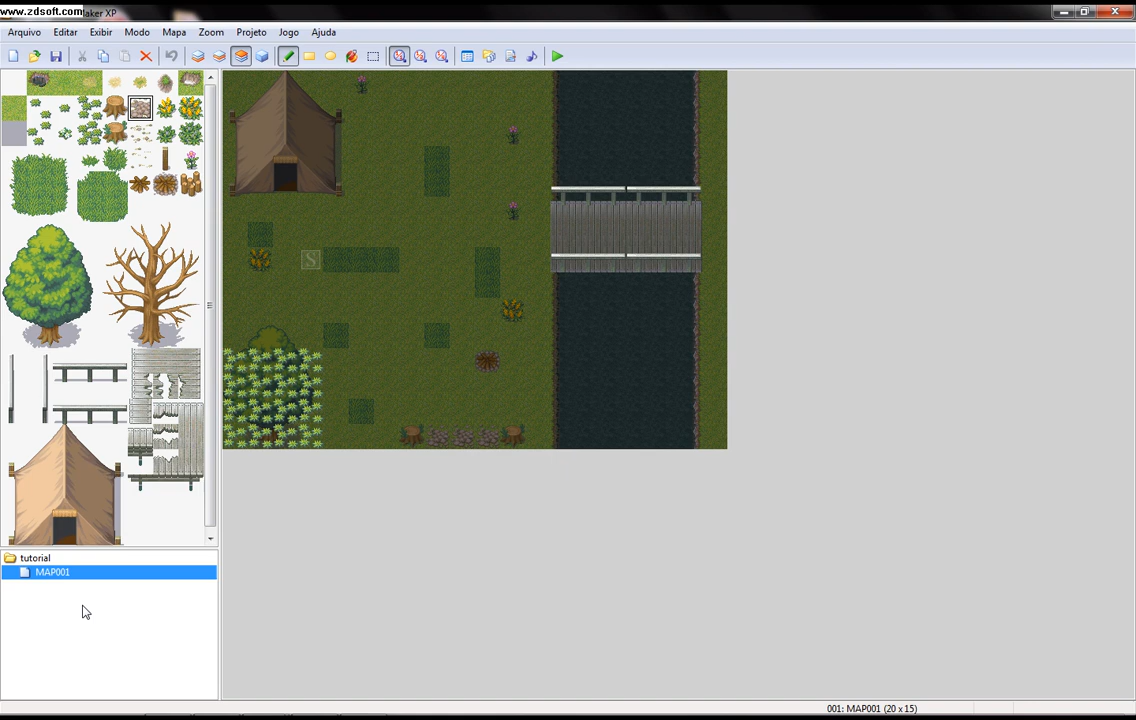 www.zdsoft.com aker XP
Arquivo Editar Exibir Modo Mapa Zoom Projeto Jogo Ajuda
S
tutorial
MAP001
001: MAP001 (20 x 15)